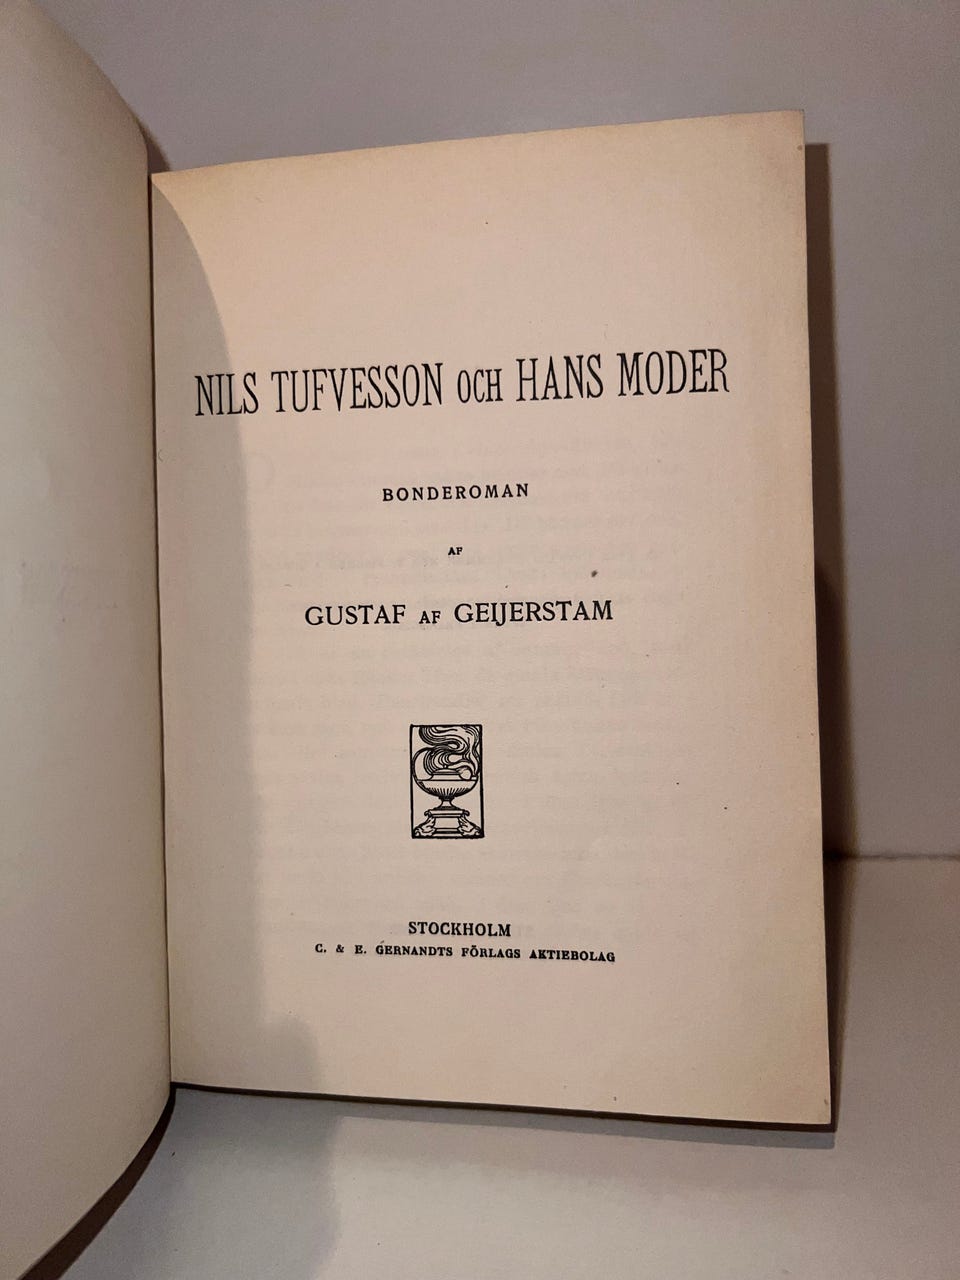 NILS TUFVESSON OCH HANS MODER
BONDEROMAN
AF
GUSTAF AF GEIJERSTAM
STOCKHOLM
C. & E. GERNANDTS FÖRLAGS AKTIEBOLAG